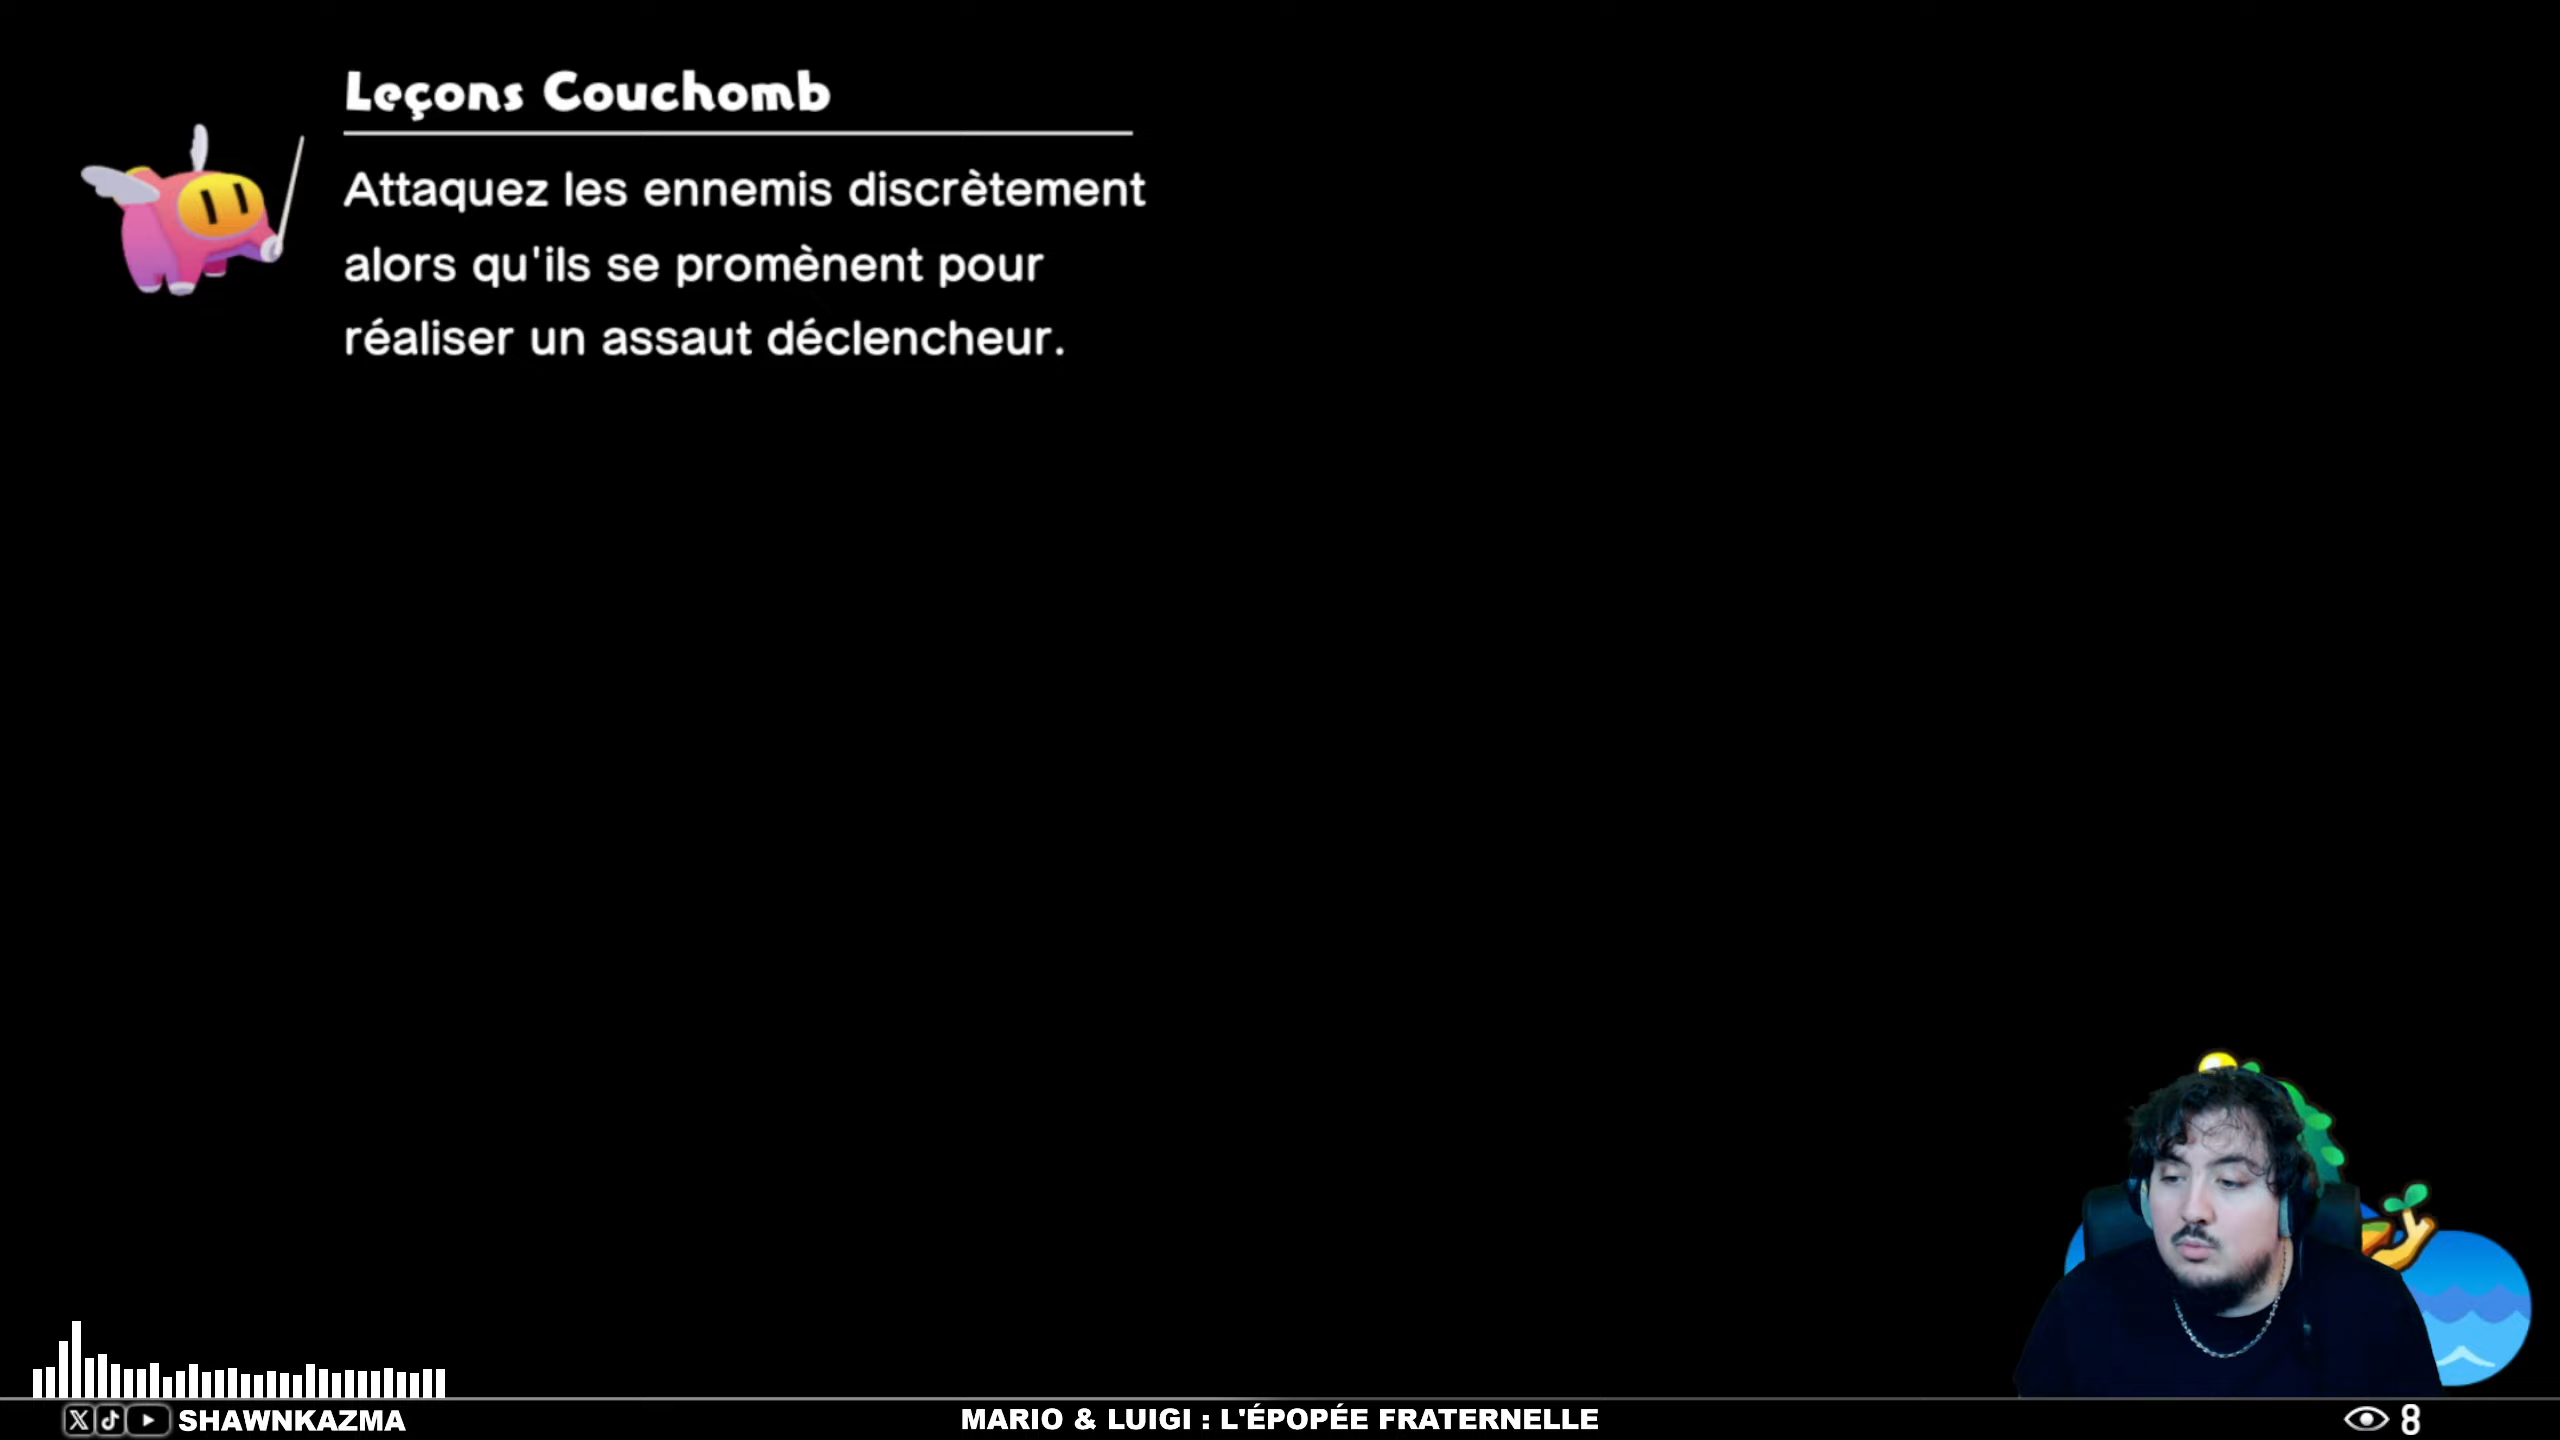 Leçons Couchomb
Attaquez les ennemis discrètement
alors qu'ils se promènent pour
réaliser un assaut déclencheur.
SHAWNKAZMA
MARIO & LUIGI : L'ÉPOPÉE FRATERNELLE
8